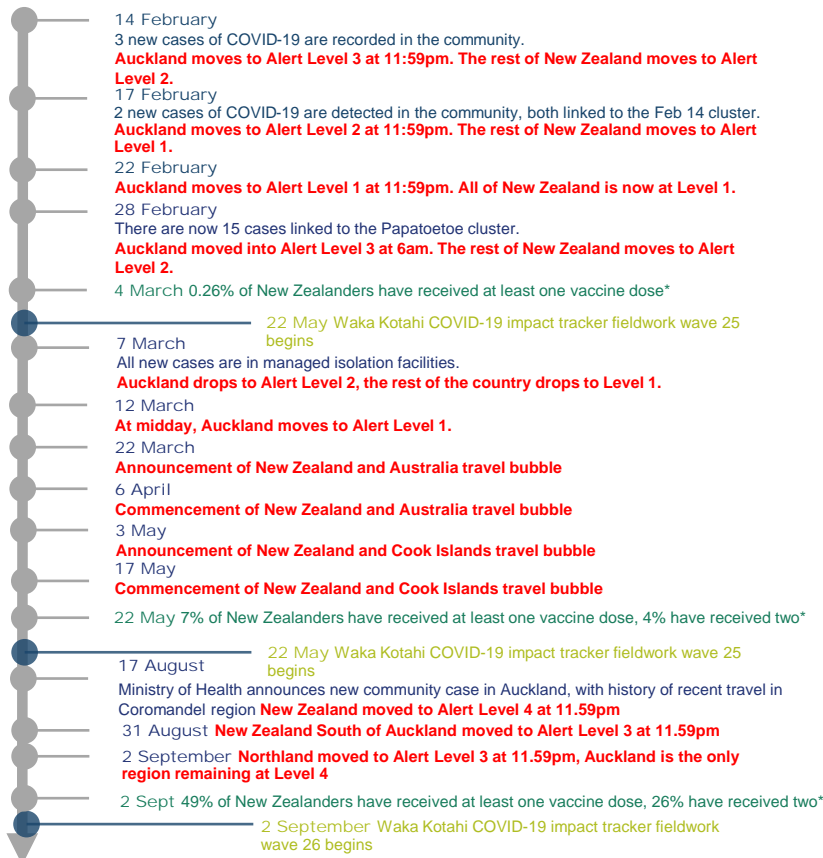 14 February
3 new cases of COVID-19 are recorded in the community.
Auckland moves to Alert Level 3 at 11:59pm. The rest of New Zealand moves to Alert
Level 2.
17 February
2 new cases of COVID-19 are detected in the community, both linked to the Feb 14 cluster.
Auckland moves to Alert Level 2 at 11:59pm. The rest of New Zealand moves to Alert
Level 1.
22 February
Auckland moves to Alert Level 1 at 11:59pm. All of New Zealand is now at Level 1.
28 February
There are now 15 cases linked to the Papatoetoe cluster.
Auckland moved into Alert Level 3 at 6am. The rest of New Zealand moves to Alert
Level 2.
4 March 0.26% of New Zealanders have received at least one vaccine dose*
22 May Waka Kotahi COVID-19 impact tracker fieldwork wave 25
begins
7 March
All new cases are in managed isolation facilities.
Auckland drops to Alert Level 2, the rest of the country drops to Level 1.
12 March
At midday, Auckland moves to Alert Level 1.
22 March
Announcement of New Zealand and Australia travel bubble
6 April
Commencement of New Zealand and Australia travel bubble
3 May
Announcement of New Zealand and Cook Islands travel bubble
17 May
Commencement of New Zealand and Cook Islands travel bubble
22 May 7% of New Zealanders have received at least one vaccine dose, 4% have received two*
22 May Waka Kotahi COVID-19 impact tracker fieldwork wave 25
begins
17 August
Ministry of Health announces new community case in Auckland, with history of recent travel in
Coromandel region New Zealand moved to Alert Level 4 at 11.59pm
31 August New Zealand South of Auckland moved to Alert Level 3 at 11.59pm
2 September Northland moved to Alert Level 3 at 11.59pm, Auckland is the only
region remaining at Level 4
2 Sept 49% of New Zealanders have received at least one vaccine dose, 26% have received two*
2 September Waka Kotahi COVID-19 impact tracker fieldwork
wave 26 begins